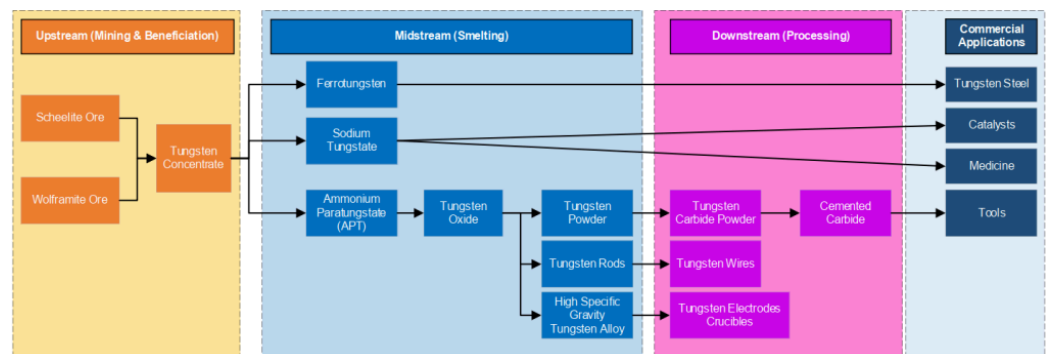 Upstream (Mining & Beneficiation)
Midstream (Smelting)
Downstream (Processing)
Commercial
Applications
Ferrotungsten
Tungsten Steel
Scheelite Ore
Sodium
Tungstate
Catalysts
Tungsten
Concentrate
Medicine
Wolframite Ore
Ammonium
Paratungstate
(APT)
Tungsten
Oxide
Tungsten
Powder
Tungsten
Carbide Powder
Cemented
Carbide
Tools
Tungsten Rods
Tungsten Wires
High Specific
Gravity
Tungsten Alloy
Tungsten Electrodes
Crucibles